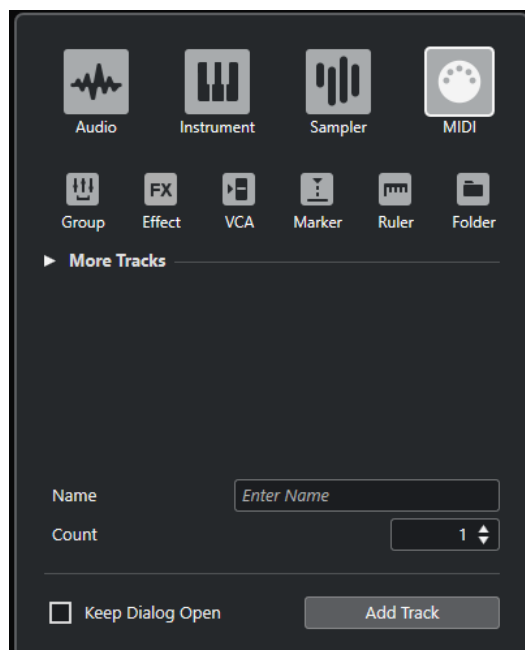 Audio Instrument Sampler MIDI
FX
Group Effect VCA Marker Ruler Folder
More Tracks
Name Enter Name
Count 1
Keep Dialog Open Add Track